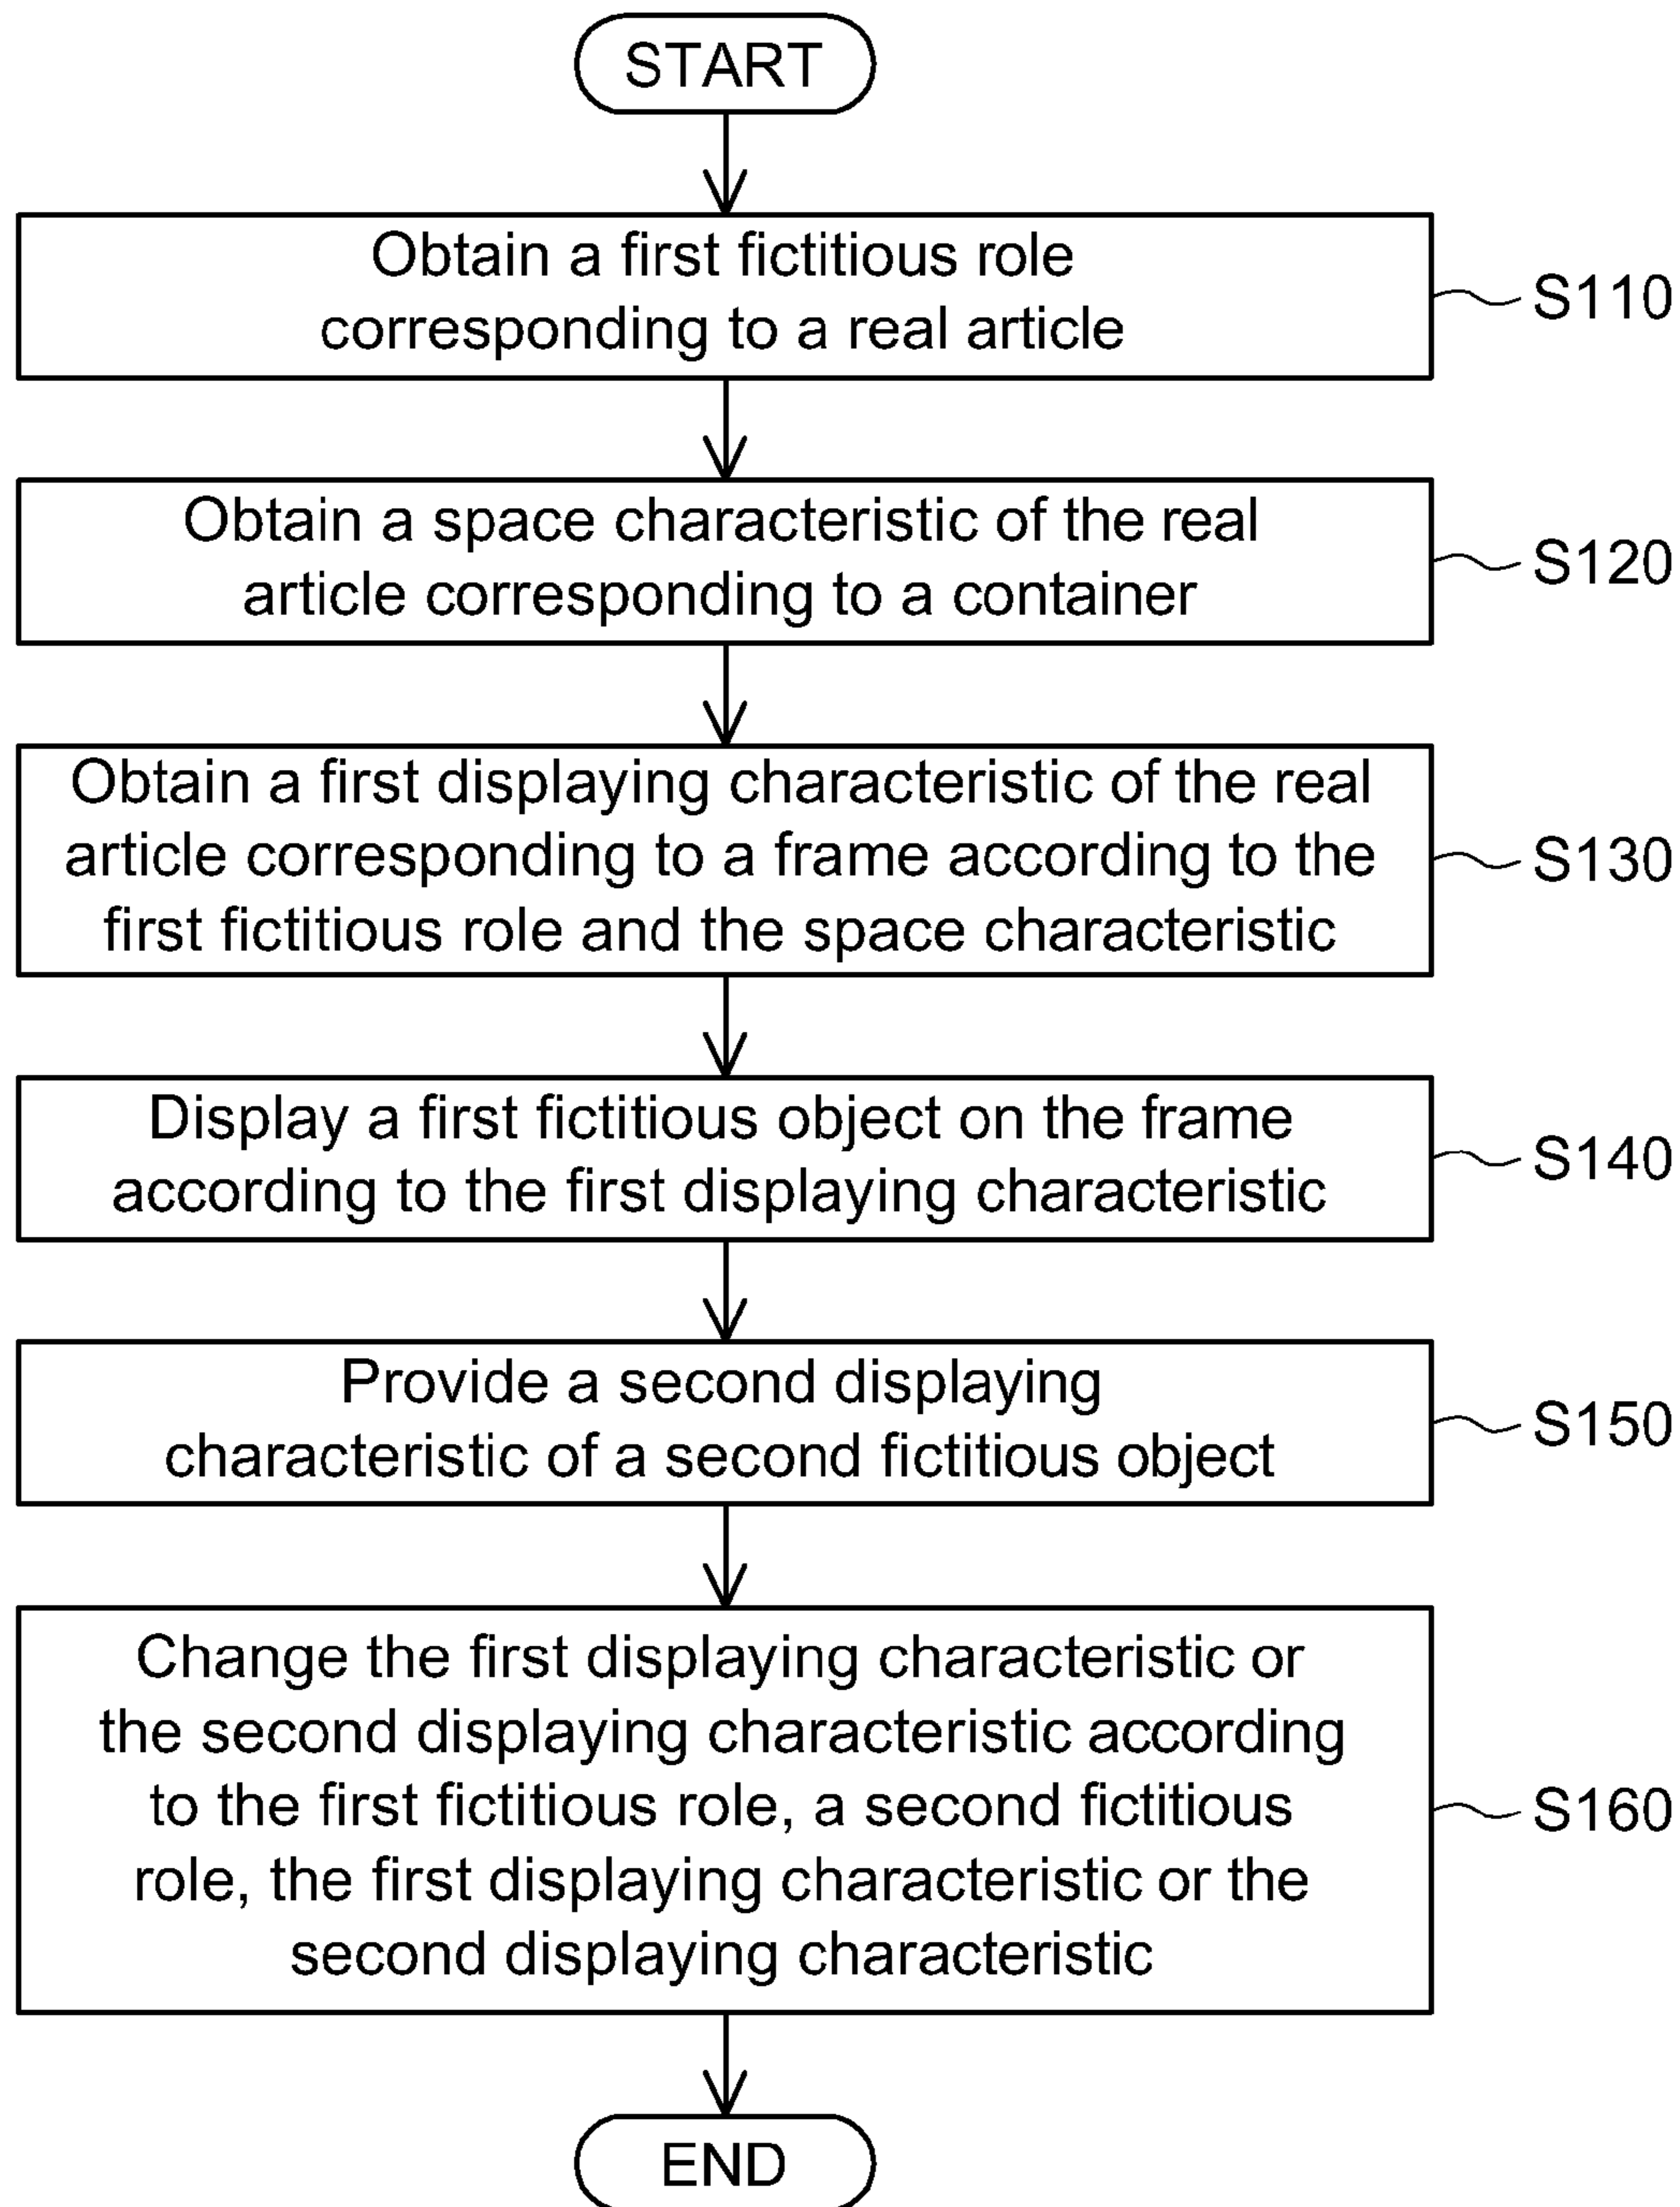 START
Obtain a first fictitious role
corresponding to a real article
S110
Obtain a space characteristic of the real
article corresponding to a container
S120
Obtain a first displaying characteristic of the real
article corresponding to a frame according to the
first fictitious role and the space characteristic
S130
Display a first fictitious object on the frame
according to the first displaying characteristic
S140
Provide a second displaying
characteristic of a second fictitious object
S150
Change the first displaying characteristic or
the second displaying characteristic according
to the first fictitious role, a second fictitious
role, the first displaying characteristic or the
second displaying characteristic
S160
END